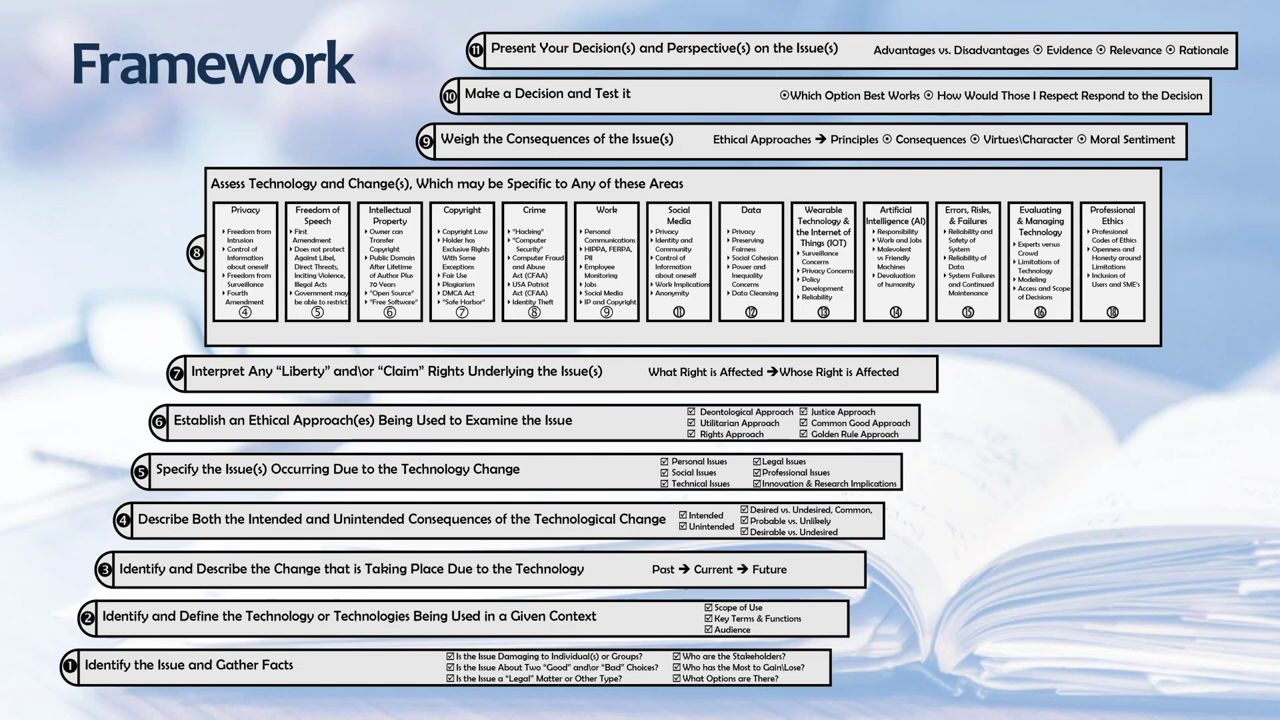 Framework
⓫ Present Your Decision(s) and Perspective(s) on the Issue(s) Advantages vs. Disadvantages ⦿ Evidence ⦿ Relevance ⦿ Rationale
❿ Make a Decision and Test it ⦿Which Option Best Works ⦿ How Would Those I Respect Respond to the Decision
❾ Weigh the Consequences of the Issue(s) Ethical Approaches ➔ Principles ⦿ Consequences ⦿ Virtues\Character ⦿ Moral Sentiment
❽
Assess Technology and Change(s), Which may be Specific to Any of these Areas
Privacy
Freedom from
Intrusion
Control of
Information
about oneself
Freedom from
Surveillance
Fourth
Amendment
④
Freedom of
Speech
First
Amendment
Does not protect
Against Libel,
Direct Threats,
Inciting Violence,
Illegal Acts
Government may
be able to restrict
⑤
Intellectual
Property
Owner can
Transfer
Copyright
Public Domain
After Lifetime
of Author Plus
70 Years
"Open Source"
"Free Software"
⑥
Copyright
Copyright Law
Holder has
Exclusive Rights
With Some
Exceptions
Fair Use
Plagiarism
DMCA Act
"Safe Harbor"
⑦
Crime
"Hacking"
"Computer
Security"
Computer Fraud
and Abuse
Act (CFAA)
USA Patriot
Act (CFAA)
Identity Theft
⑧
Work
Personal
Communications
HIPPA, FERPA,
PII
Employee
Monitoring
Jobs
Social Media
IP and Copyright
⑨
Social
Media
Privacy
Identity and
Community
Control of
Information
about oneself
Work Implications
Anonymity
⑪
Data
Privacy
Preserving
Fairness
Social Cohesion
Power and
Inequality
Concerns
Data Cleansing
⑫
Wearable
Technology &
the Internet of
Things (IOT)
Surveillance
Concerns
Privacy Concerns
Policy
Development
Reliability
⑬
Artificial
Intelligence (AI)
Responsibility
Work and Jobs
Malevolent
vs Friendly
Machines
Devaluation
of humanity
⑭
Errors, Risks,
& Failures
Reliability and
Safety of
System
Reliability of
Data
System Failures
and Continued
Maintenance
⑮
Evaluating
& Managing
Technology
Experts versus
Crowd
Limitations of
Technology
Modeling
Access and Scope
of Decisions
⑯
Professional
Ethics
Professional
Codes of Ethics
Openness and
Honesty around
Limitations
Inclusion of
Users and SME's
⑱
❼ Interpret Any "Liberty" and\or "Claim" Rights Underlying the Issue(s) What Right is Affected ➔Whose Right is Affected
❻ Establish an Ethical Approach(es) Being Used to Examine the Issue
☑ Deontological Approach ☑ Justice Approach
☑ Utilitarian Approach ☑ Common Good Approach
☑ Rights Approach ☑ Golden Rule Approach
❺ Specify the Issue(s) Occurring Due to the Technology Change
☑ Personal Issues ☑Legal Issues
☑ Social Issues ☑Professional Issues
☑ Technical Issues ☑Innovation & Research Implications
❹ Describe Both the Intended and Unintended Consequences of the Technological Change
☑ Intended
☑ Unintended
☑ Desired vs. Undesired, Common,
☑ Probable vs. Unlikely
☑ Desirable vs. Undesired
❸ Identify and Describe the Change that is Taking Place Due to the Technology Past ➔ Current ➔ Future
❷ Identify and Define the Technology or Technologies Being Used in a Given Context
☑ Scope of Use
☑ Key Terms & Functions
☑ Audience
❶ Identify the Issue and Gather Facts
☑ Is the Issue Damaging to Individual(s) or Groups? ☑ Who are the Stakeholders?
☑ Is the Issue About Two "Good" and\or "Bad" Choices? ☑ Who has the Most to Gain\Lose?
☑ Is the Issue a "Legal" Matter or Other Type? ☑ What Options are There?